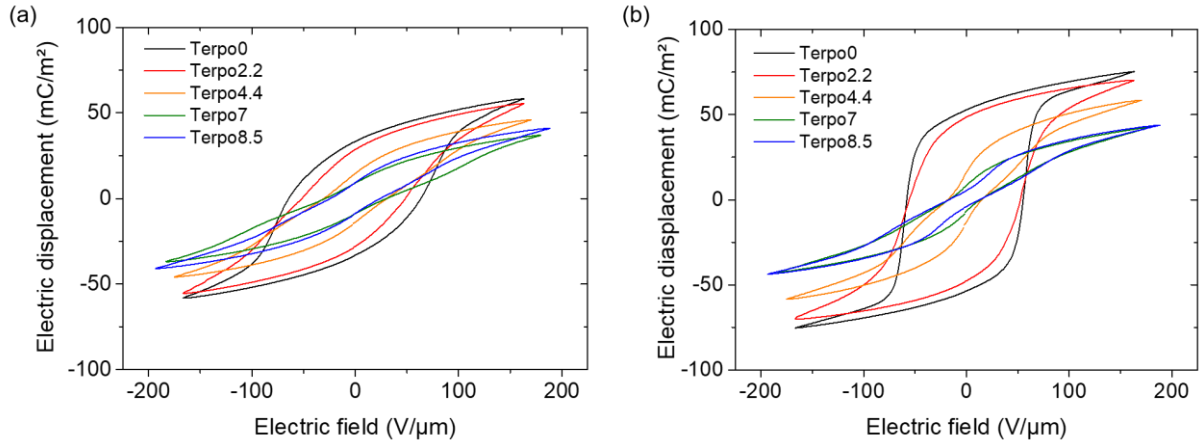 (a)
100
50
0
-50
-100
Electric field displacement (mC/m²)
Terpo0
Terpo2.2
Terpo4.4
Terpo7
Terpo8.5
-200 -100 0 100 200
Electric field (V/µm)
(b)
100
50
0
-50
-100
Electric diasplacement (mC/m²)
Terpo0
Terpo2.2
Terpo4.4
Terpo7
Terpo8.5
-200 -100 0 100 200
Electric field (V/µm)